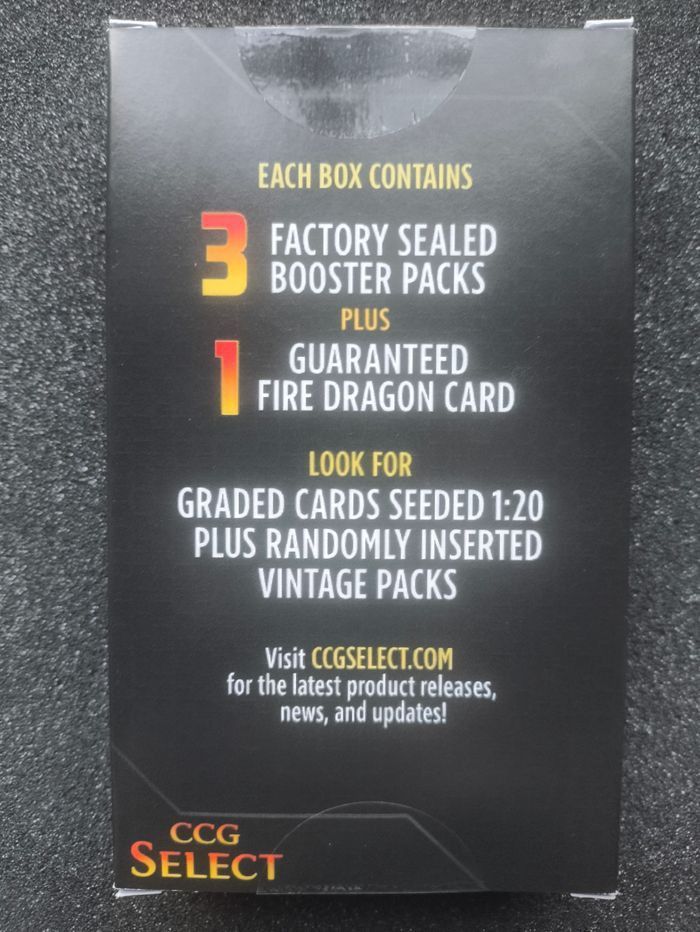 EACH BOX CONTAINS
3 FACTORY SEALED
BOOSTER PACKS
PLUS
1 GUARANTEED
FIRE DRAGON CARD
LOOK FOR
GRADED CARDS SEEDED 1:20
PLUS RANDOMLY INSERTED
VINTAGE PACKS
Visit CCGSELECT.COM
for the latest product releases,
news, and updates!
CCG
SELECT